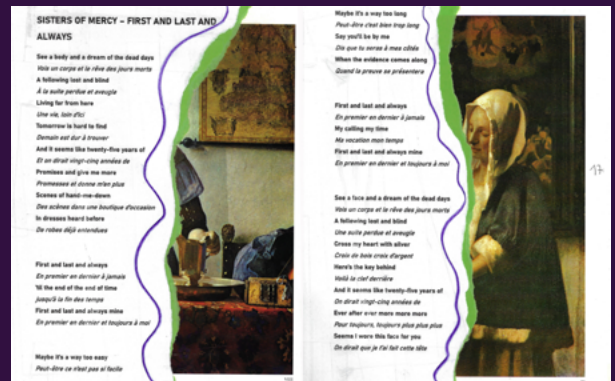 SISTERS OF MERCY – FIRST AND LAST AND
ALWAYS
See a body and a dream of the dead days
Vois un corps et le rêve des jours morts
A following lost and blind
À la suite perdue et aveugle
Living far from here
Une vie, loin d'ici
Tomorrow is hard to find
Demain est dur à trouver
And it seems like twenty-five years of
Et on dirait vingt-cinq années de
Promises and give me more
Promesses et donne m'en plus
Scenes of hand-me-down
Des scènes dans une boutique d'occasion
In dresses heard before
De robes déjà entendues
First and last and always
En premier en dernier à jamais
'til the end of the end of time
jusqu'à la fin des temps
First and last and always mine
En premier en dernier et toujours à moi
Maybe it's a way too easy
Peut-être ce n'est pas si facile
Maybe it's a way too long
Peut-être c'est bien trop long
Say you'll be by me
Dis que tu seras à mes côtés
When the evidence comes along
Quand la preuve se présentera
First and last and always
En premier en dernier à jamais
My calling my time
Ma vocation mon temps
First and last and always mine
En premier en dernier et toujours à moi
See a face and a dream of the dead days
Vois un corps et le rêve des jours morts
A following lost and blind
Une suite perdue et aveugle
Cross my heart with silver
Croix de bois croix d'argent
Here's the key behind
Voilà la clef derrière
And it seems like twenty-five years of
On dirait vingt-cinq années de
Ever after ever more more more
Pour toujours, toujours plus plus plus
Seems I wore this face for you
On dirait que je t'ai fait cette tête
17